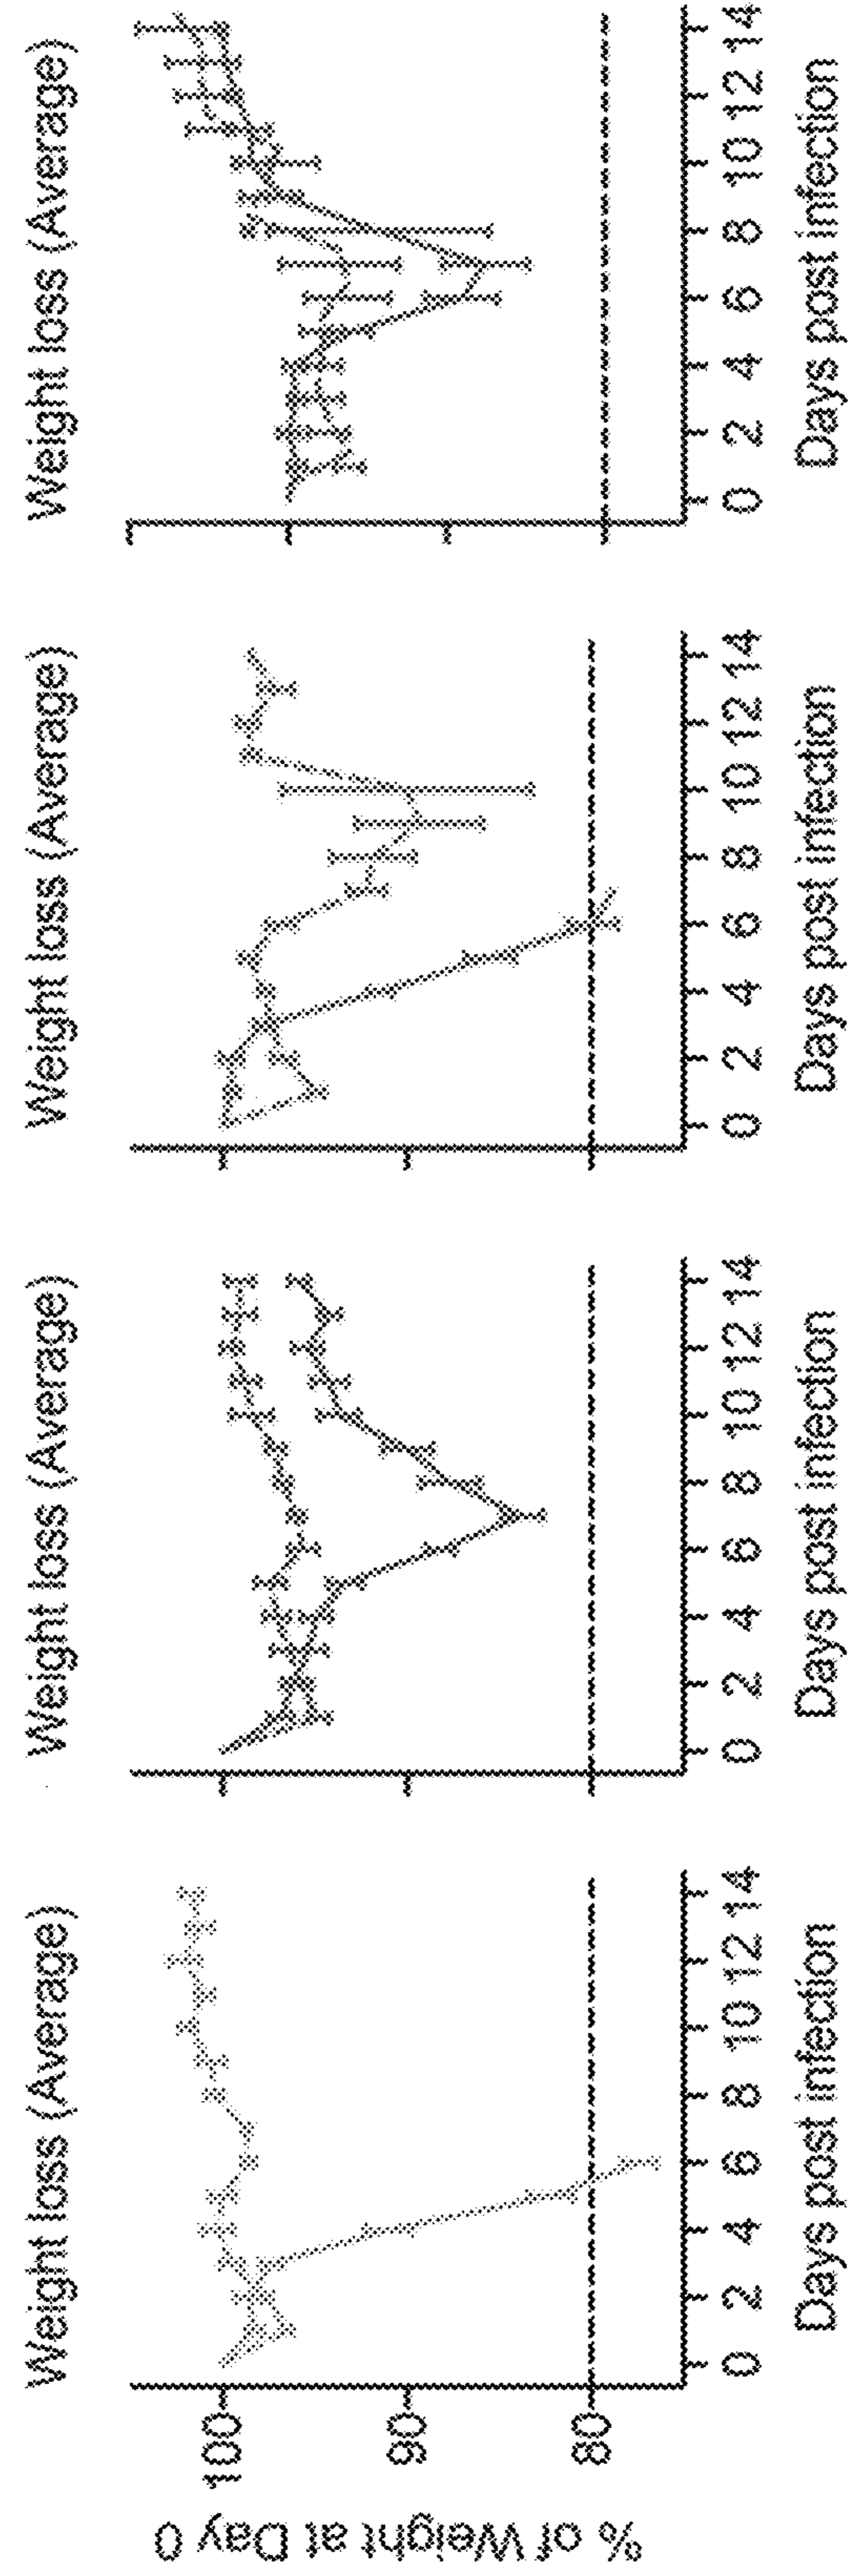 Weight loss (Average)
Weight loss (Average)
Weight loss (Average)
Weight loss (Average)
% of Weight at Day 0
100
90
80
0 2 4 6 8 10 12 14
0 2 4 6 8 10 12 14
0 2 4 6 8 10 12 14
0 2 4 6 8 10 12 14
Days post infection
Days post infection
Days post infection
Days post infection